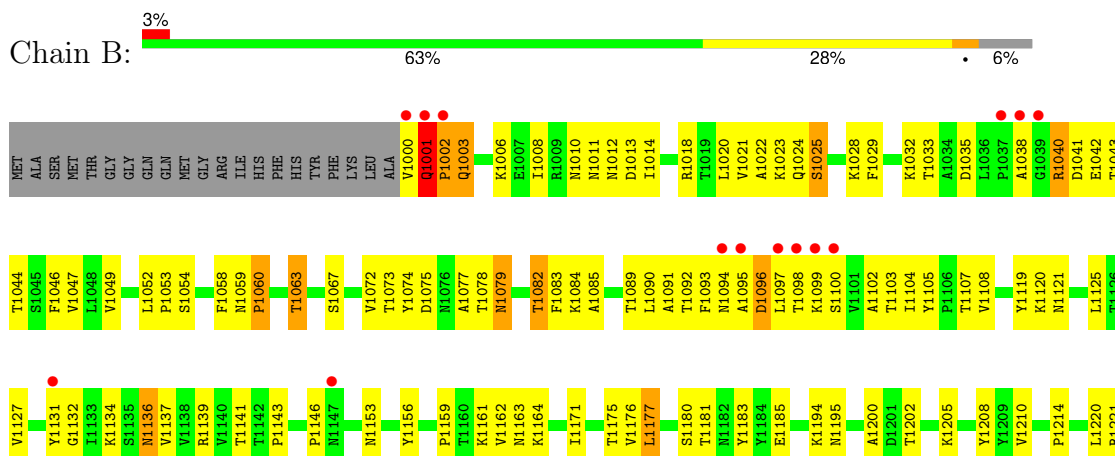 3%
Chain B:
63% 28% • 6%
MET ALA SER MET THR GLY GLY GLN GLN MET GLY ARG ILE HIS PHE HIS TYR PHE LYS LEU ALA V1000 Q1001 P1002 Q1003 K1006 E1007 I1008 R1009 N1010 N1011 N1012 D1013 I1014 R1018 T1019 L1020 V1021 A1022 K1023 Q1024 S1025 K1028 F1029 K1032 T1033 A1034 D1035 L1036 P1037 A1038 G1039 R1040 D1041 E1042 T1043
T1044 S1045 F1046 V1047 L1048 V1049 L1052 P1053 S1054 F1058 N1059 P1060 T1063 S1067 V1072 T1073 Y1074 D1075 N1076 A1077 T1078 N1079 T1082 F1083 K1084 A1085 T1089 L1090 A1091 T1092 F1093 N1094 A1095 D1096 L1097 T1098 K1099 S1100 V1101 A1102 T1103 I1104 Y1105 P1106 T1107 V1108 Y1119 K1120 N1121 L1125 T1126
V1127 Y1131 G1132 I1133 K1134 S1135 N1136 V1137 V1138 R1139 V1140 T1141 T1142 P1143 P1146 N1147 N1153 Y1156 P1159 T1160 K1161 V1162 N1163 K1164 I1171 T1175 V1176 L1177 S1180 T1181 N1182 Y1183 Y1184 E1185 K1194 N1195 A1200 D1201 T1202 K1205 Y1208 Y1209 V1210 P1214 L1220 R1221